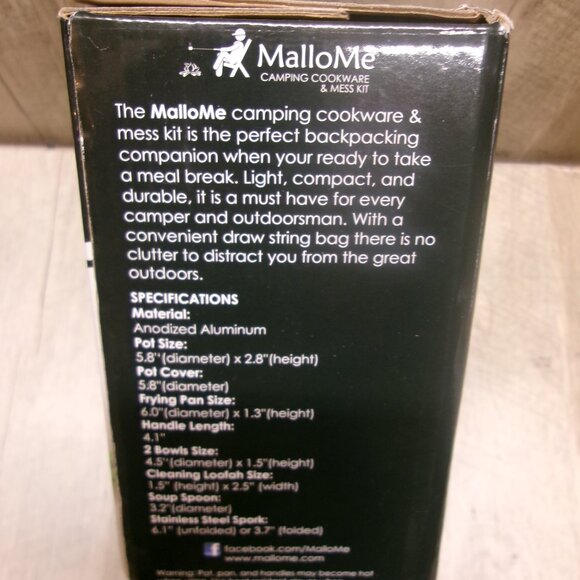 MalloMe
CAMPING COOKWARE
& MESS KIT
The MalloMe camping cookware &
mess kit is the perfect backpacking
companion when your ready to take
a meal break. Light, compact, and
durable, it is a must have for every
camper and outdoorsman. With a
convenient draw string bag there is no
clutter to distract you from the great
outdoors.
SPECIFICATIONS
Material:
Anodized Aluminum
Pot Size:
5.8"(diameter) x 2.8"(height)
Pot Cover:
5.8"(diameter)
Frying Pan Size:
6.0"(diameter) x 1.3"(height)
Handle Length:
4.1"
2 Bowls Size:
4.5"(diameter) x 1.5"(height)
Cleaning Loofah Size:
1.5" (height) x 2.5" (width)
Soup Spoon:
3.2"(diameter)
Stainless Steel Spork:
6.1" (unfolded) or 3.7" (folded)
facebook.com/MalloMe
www.mallome.com
Warning: Pot, pan, and handles may become hot